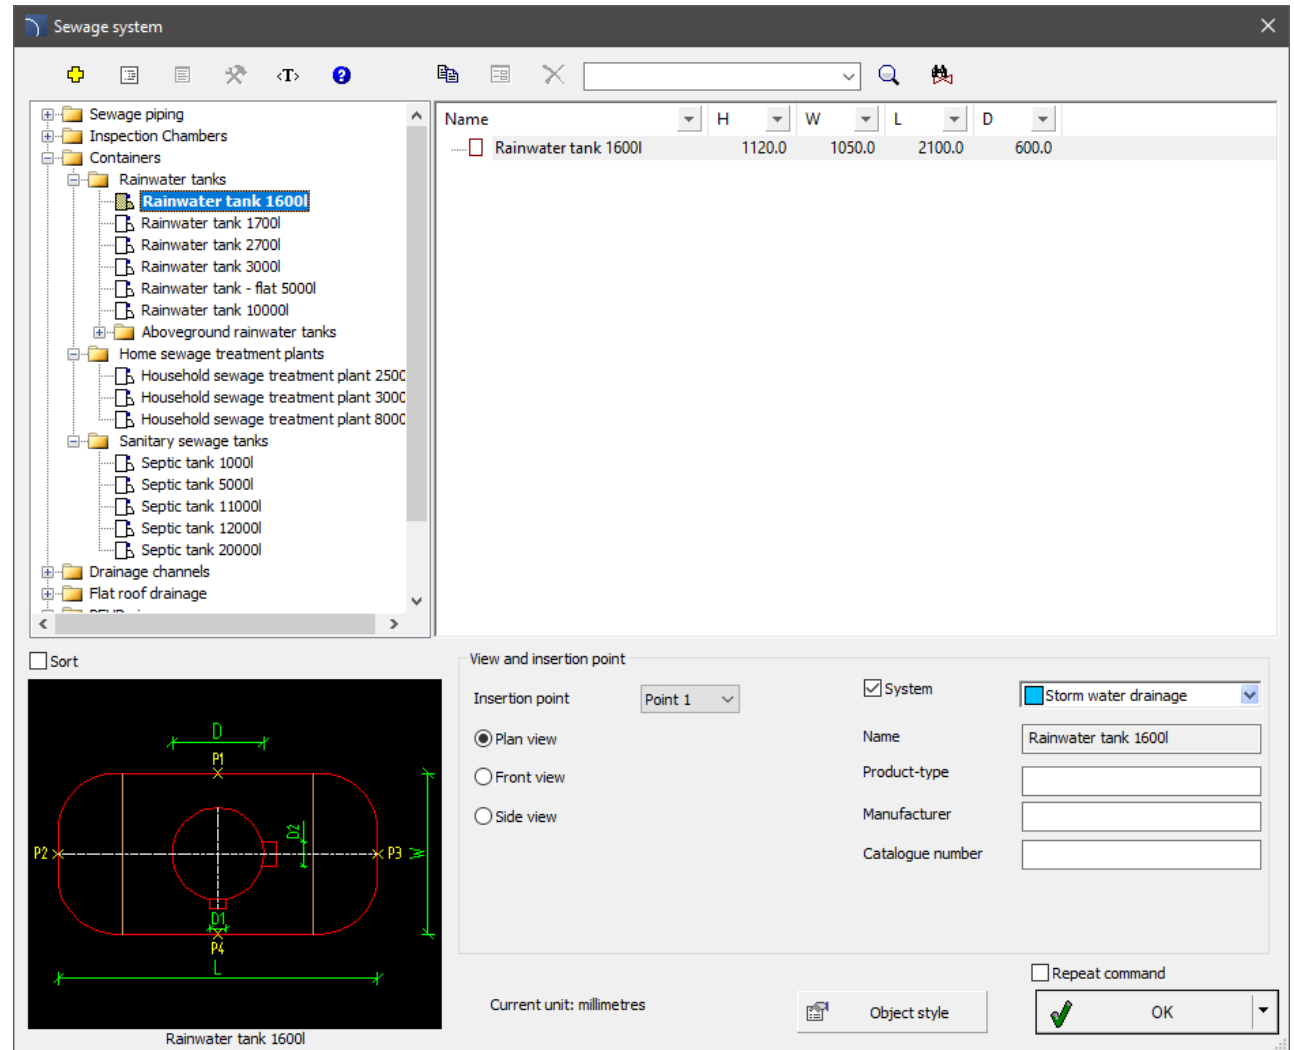 Sewage system
<T>
Sewage piping
Inspection Chambers
Containers
Rainwater tanks
Rainwater tank 1600l
Rainwater tank 1700l
Rainwater tank 2700l
Rainwater tank 3000l
Rainwater tank - flat 5000l
Rainwater tank 10000l
Aboveground rainwater tanks
Home sewage treatment plants
Household sewage treatment plant 2500
Household sewage treatment plant 3000
Household sewage treatment plant 8000
Sanitary sewage tanks
Septic tank 1000l
Septic tank 5000l
Septic tank 11000l
Septic tank 12000l
Septic tank 20000l
Drainage channels
Flat roof drainage
Name H W L D
Rainwater tank 1600l 1120.0 1050.0 2100.0 600.0
Sort
D
P1
D2
P2
P3
W
D1
P4
L
Rainwater tank 1600l
View and insertion point
Insertion point Point 1
Plan view
Front view
Side view
System Storm water drainage
Name Rainwater tank 1600l
Product-type
Manufacturer
Catalogue number
Current unit: millimetres
Object style
Repeat command
OK